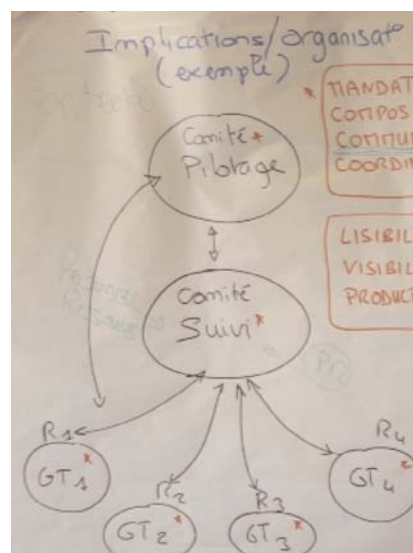 Implications/organisat
(exemple)
* MANDAT
COMPOS
COMMU
COORDI
Comité *
Pilotage
LISIBIL
VISIBIL
PRODUCT
Comité
Suivi *
R1
GT1 *
R2
GT2 *
R3
GT3 *
R4
GT4 *